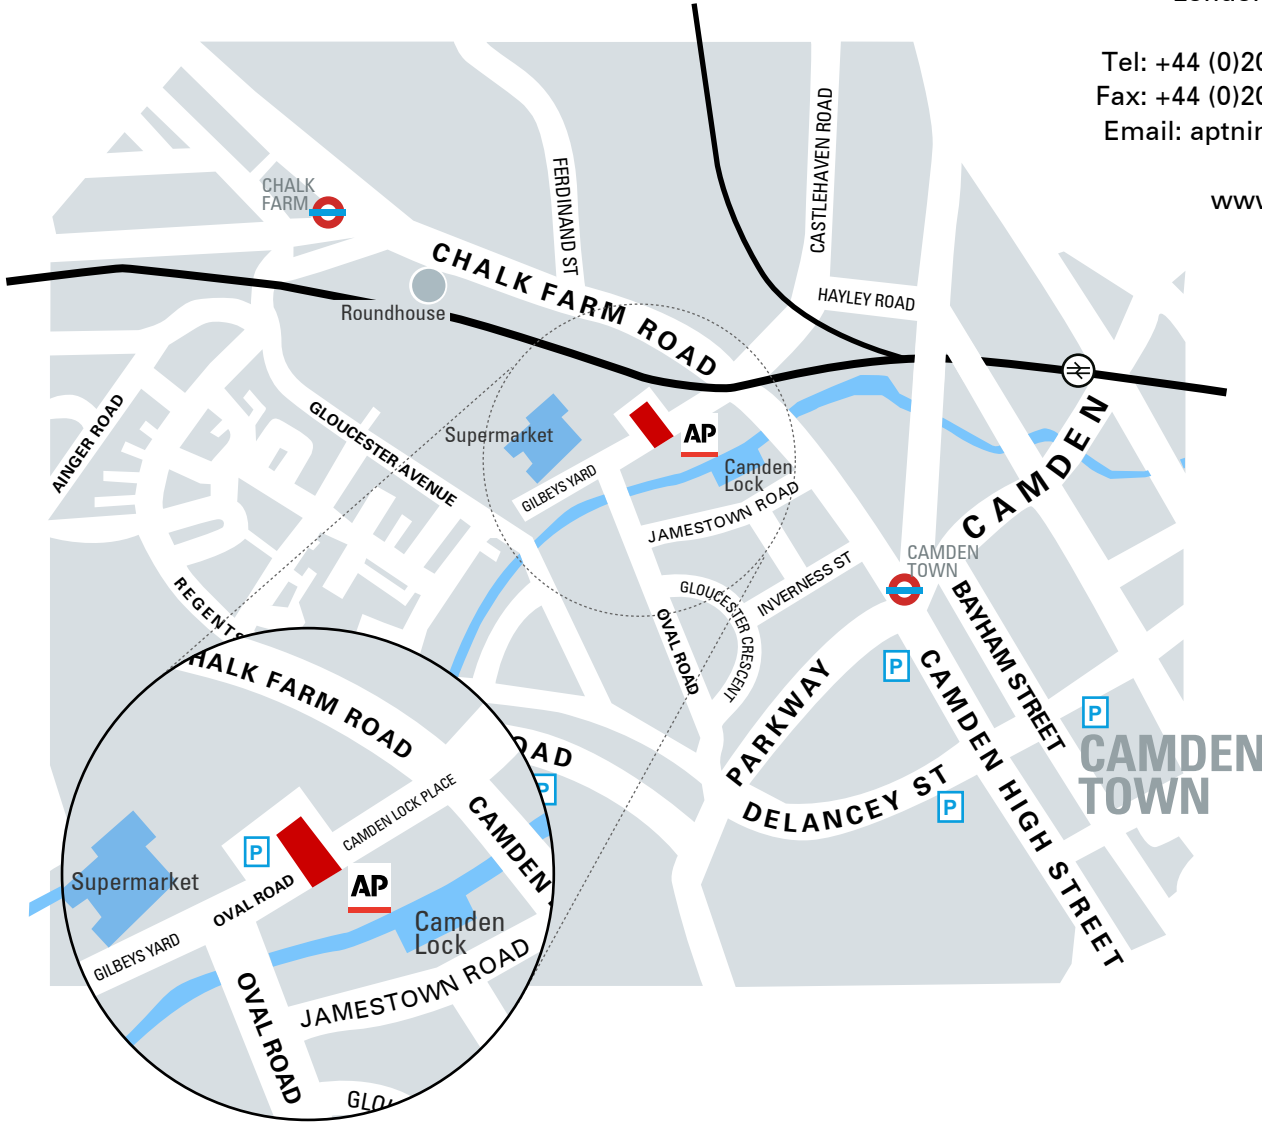 Tel: +44 (0)20
Fax: +44 (0)20
Email:
www
CASTLEHAVEN ROAD
FERDINAND ST
CHALK
FARM
CHALK FARM ROAD
HAYLEY ROAD
Roundhouse
AINGER ROAD
GLOUCESTER AVENUE
Supermarket
AP
Camden
Lock
GILBEYS YARD
JAMESTOWN ROAD
CAMDEN
CAMDEN
TOWN
INVERNESS ST
GLOUCESTER CRESCENT
OVAL ROAD
REGENTS
BAYHAM STREET
P
PARKWAY
CAMDEN HIGH STREET
P
CAMDEN
TOWN
DELANCEY ST
P
OAD
P
HALK FARM ROAD
CAMDEN LOCK PLACE
CAMDEN
P
Supermarket
OVAL ROAD
AP
Camden
Lock
GILBEYS YARD
JAMESTOWN ROAD
OVAL ROAD